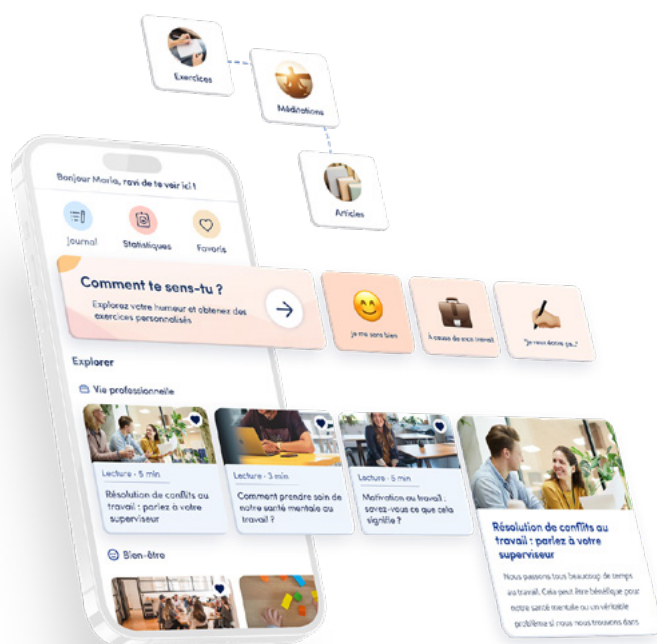 Exercices
Méditations
Articles
Bonjour Maria, ravi de te voir ici !
Journal
Statistiques
Favoris
Comment te sens-tu ?
Explorez votre humeur et obtenez des
exercices personnalisés
je me sens bien
À cause de mon travail
"Je veux écrire ça..."
Explorer
Vie professionnelle
Lecture - 5 min
Résolution de conflits au
travail : parlez à votre
superviseur
Lecture - 3 min
Comment prendre soin de
notre santé mentale au
travail ?
Lecture - 5 min
Motivation au travail :
savez-vous ce que cela
signifie ?
Résolution de conflits au
travail : parlez à votre
superviseur
Nous passons tous beaucoup de temps
au travail. Cela peut être bénéfique pour
notre santé mentale ou un véritable
problème si nous nous trouvons dans
Bien-être